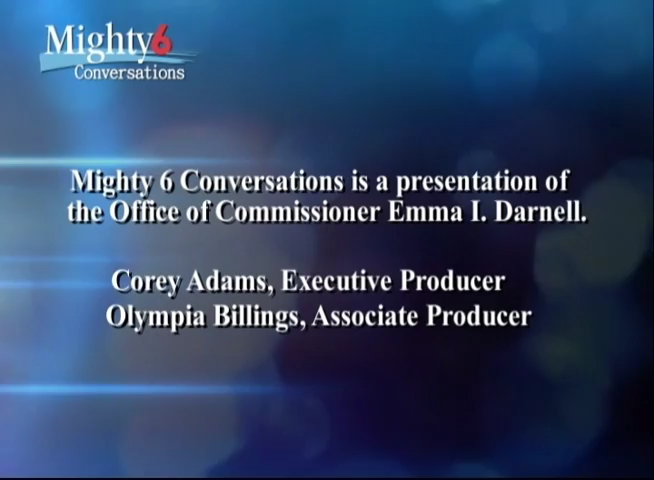 Mighty6
Conversations
Mighty 6 Conversations is a presentation of
the Office of Commissioner Emma I. Darnell.
Corey Adams, Executive Producer
Olympia Billings, Associate Producer